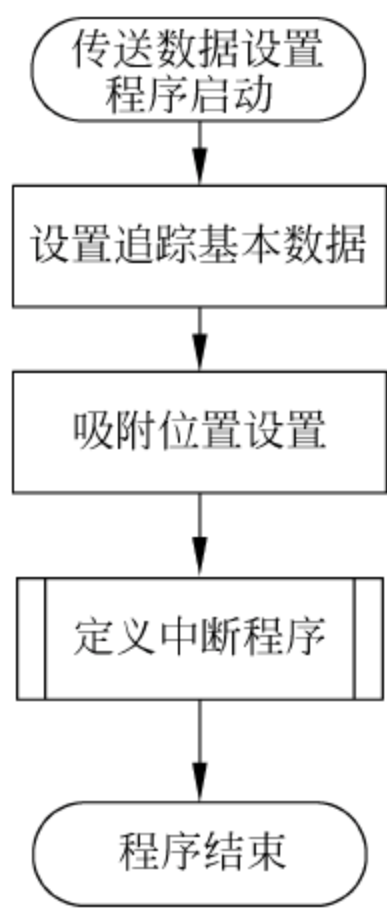 传送数据设置
程序启动
设置追踪基本数据
吸附位置设置
定义中断程序
程序结束